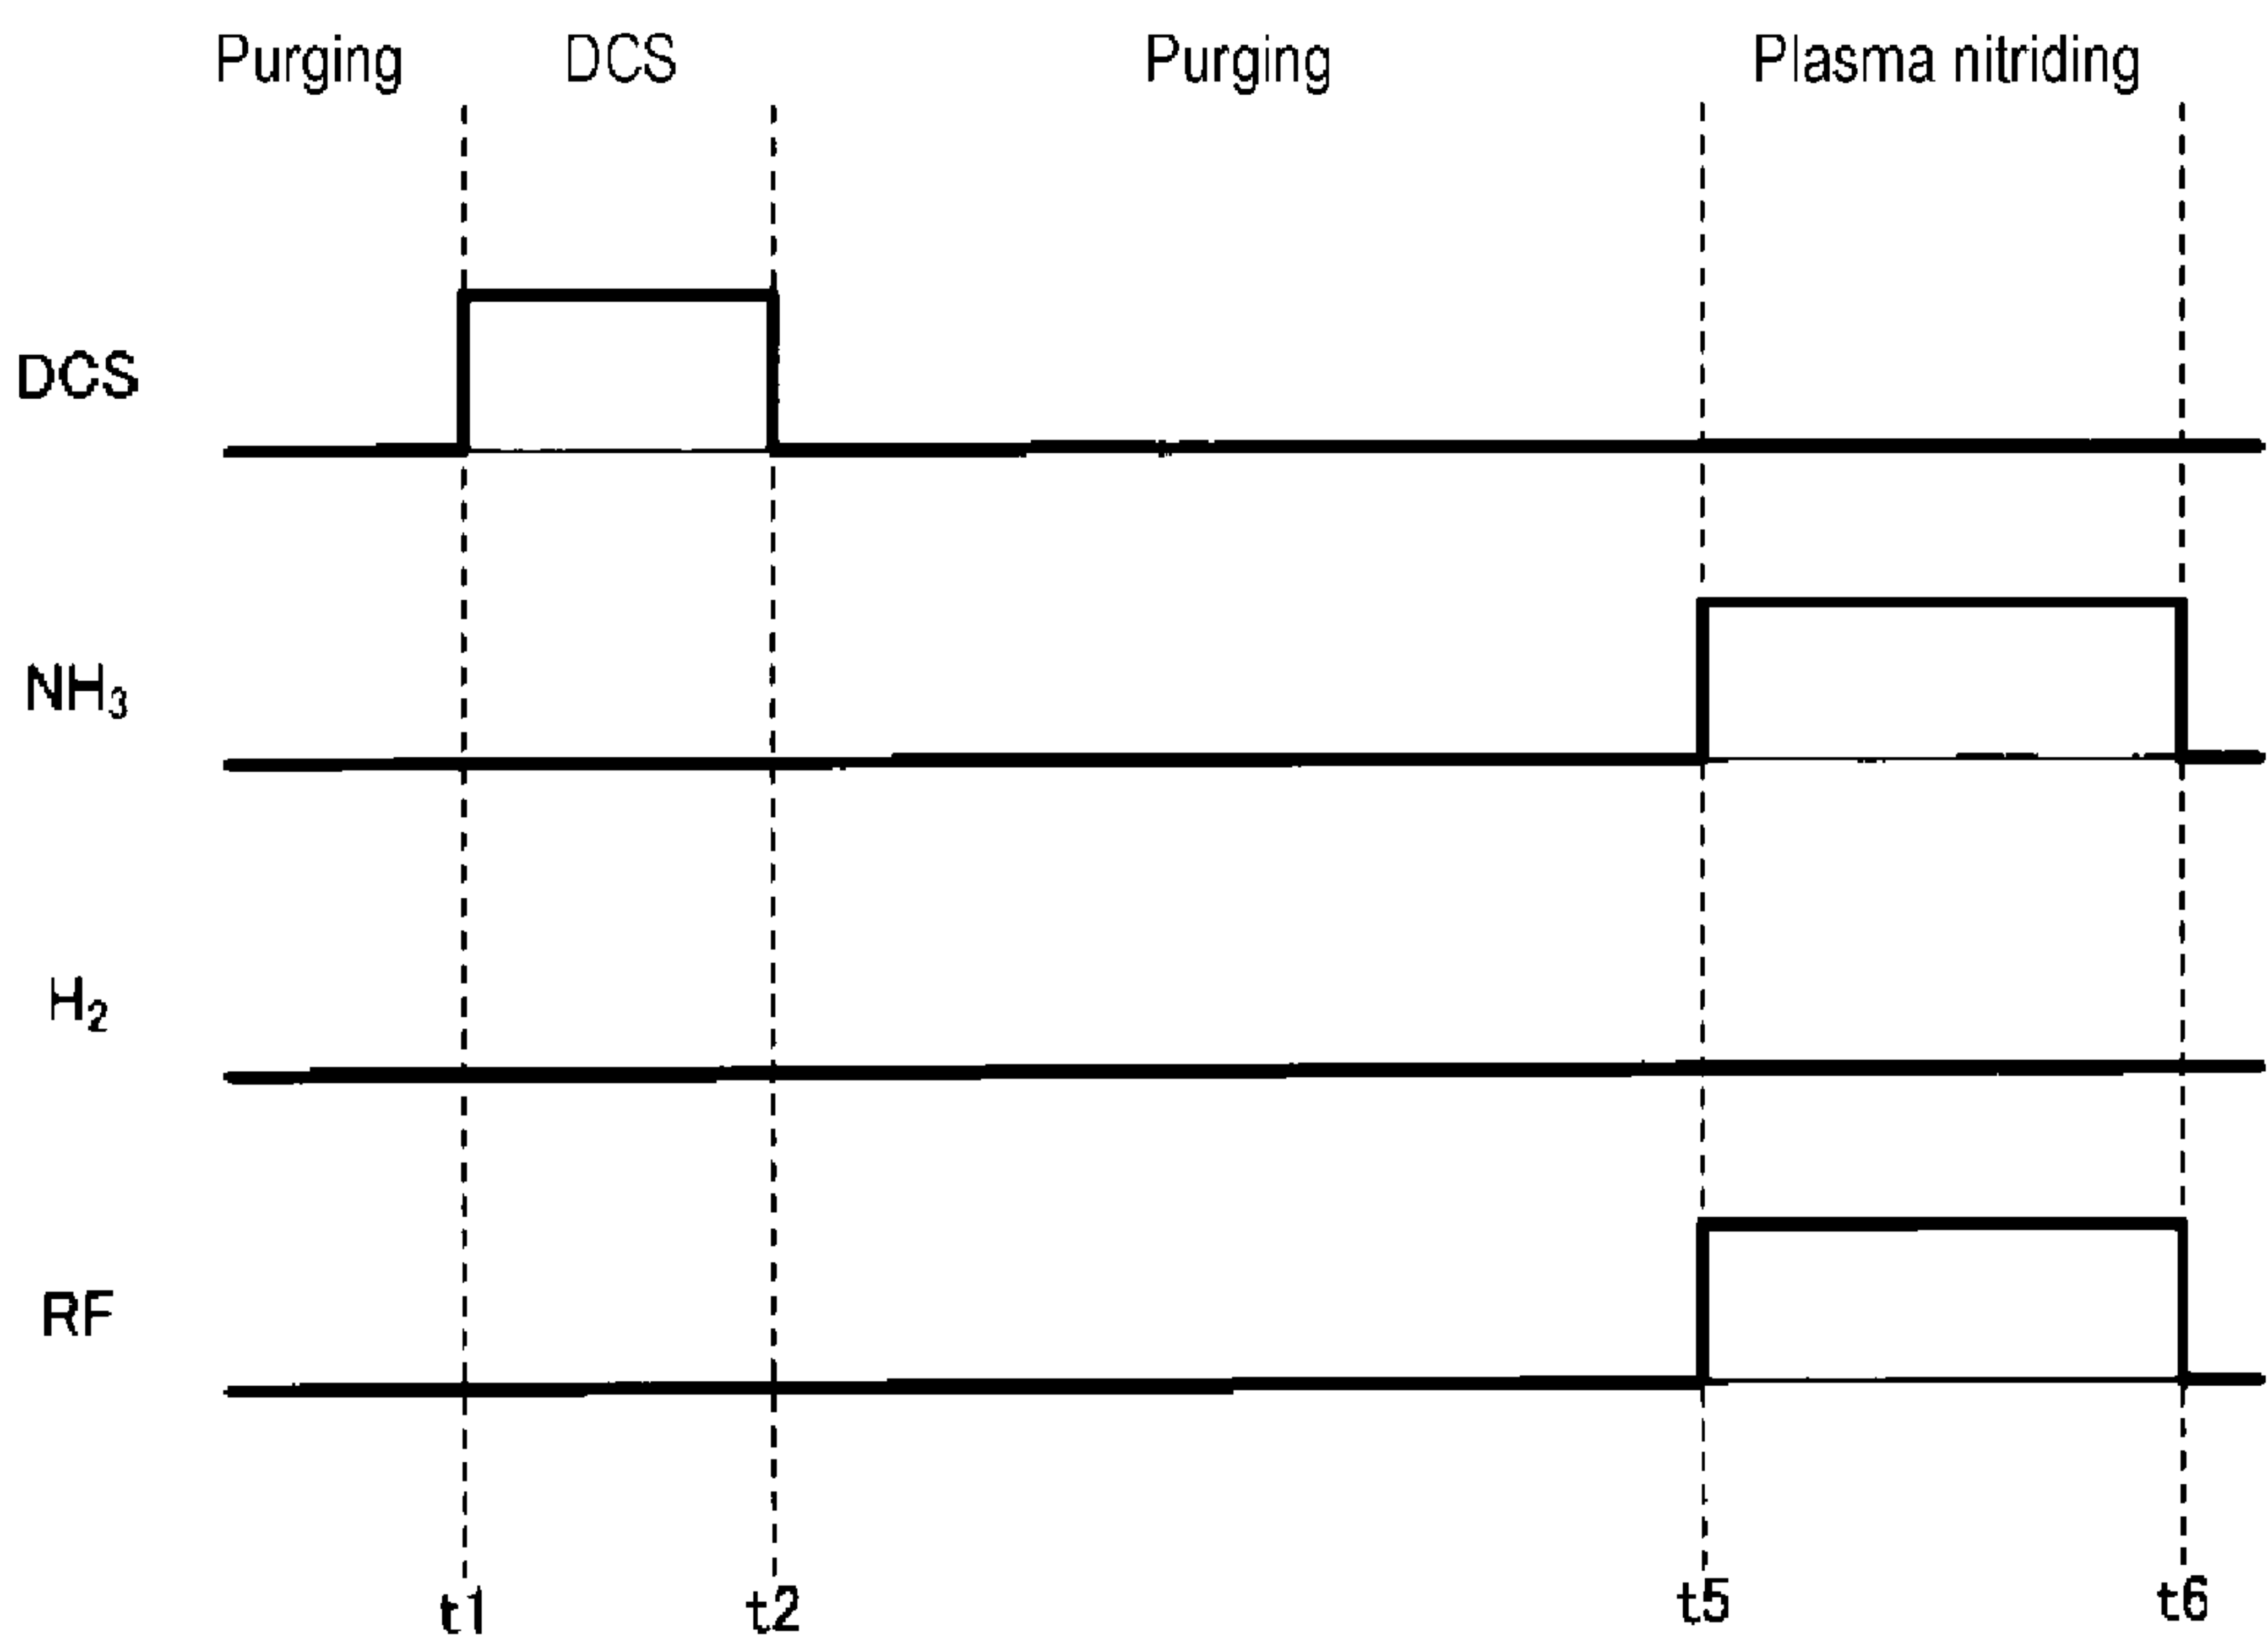 Purging DCS Purging Plasma nitriding
DCS
NH₃
H₂
RF
t1 t2 t5 t6